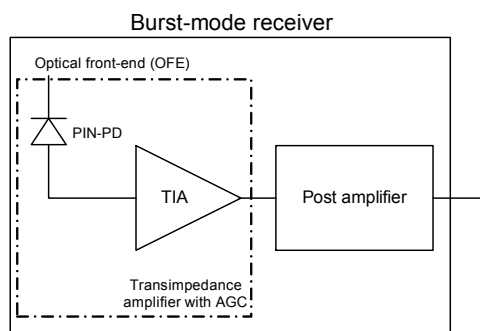 Burst-mode receiver
Optical front-end (OFE)
PIN-PD
TIA
Post amplifier
Transimpedance
amplifier with AGC